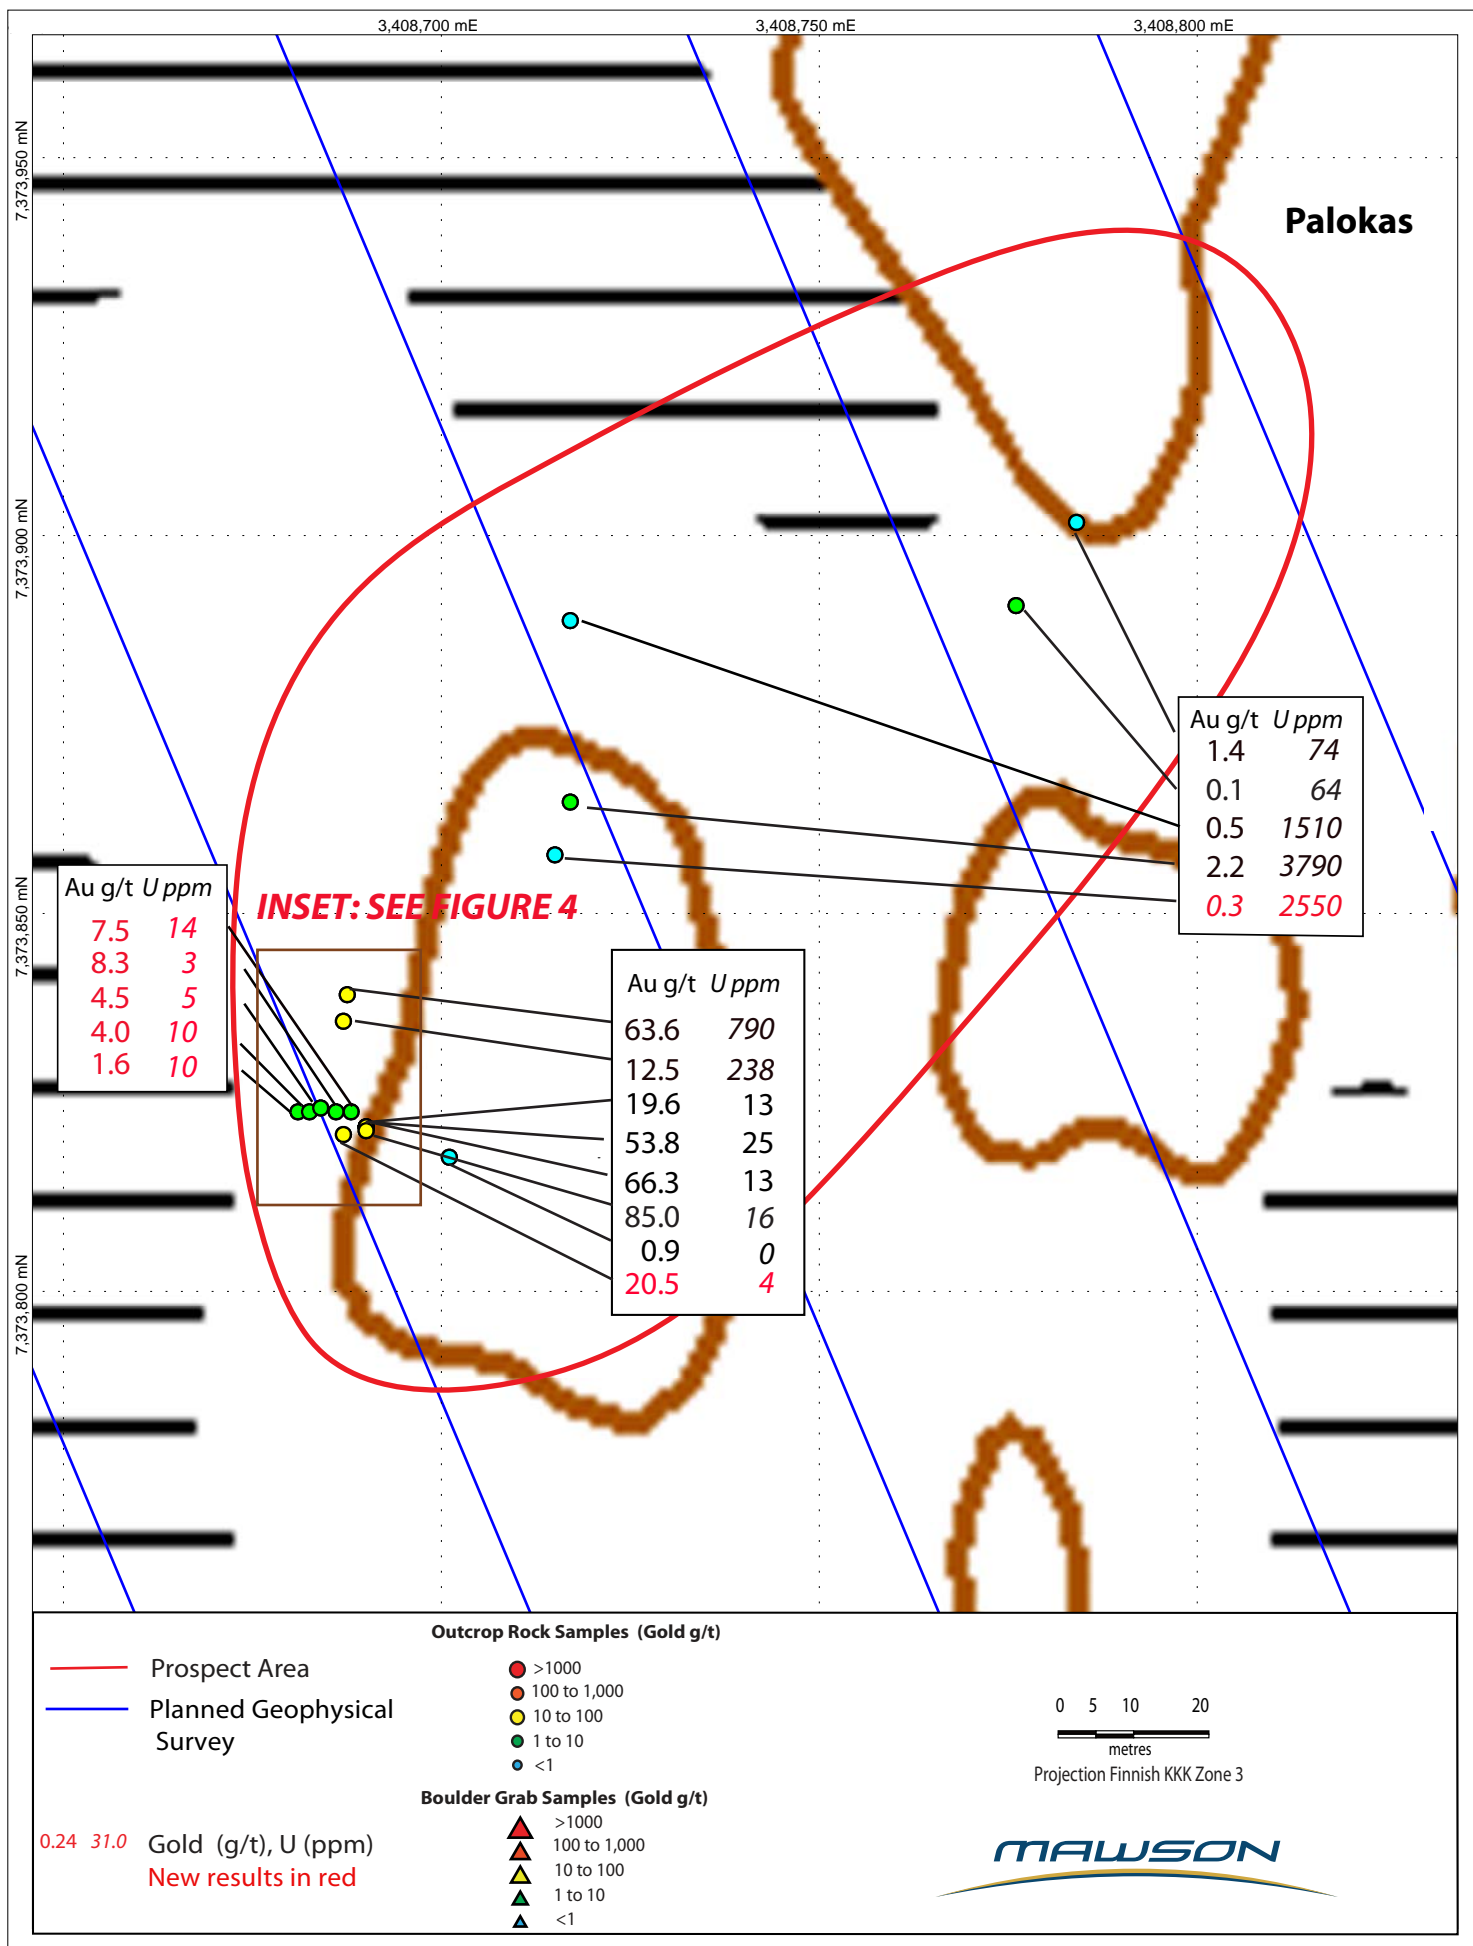 3,408,700 mE 3,408,750 mE 3,408,800 mE
7,373,950 mN
7,373,900 mN
7,373,850 mN
7,373,800 mN
Palokas
Au g/t U ppm
1.4 74
0.1 64
0.5 1510
2.2 3790
0.3 2550
INSET: SEE FIGURE 4
Au g/t U ppm
7.5 14
8.3 3
4.5 5
4.0 10
1.6 10
Au g/t U ppm
63.6 790
12.5 238
19.6 13
53.8 25
66.3 13
85.0 16
0.9 0
20.5 4
Prospect Area
Planned Geophysical
Survey
0.24 31.0 Gold (g/t), U (ppm)
New results in red
Outcrop Rock Samples (Gold g/t)
>1000
100 to 1,000
10 to 100
1 to 10
<1
Boulder Grab Samples (Gold g/t)
>1000
100 to 1,000
10 to 100
1 to 10
<1
0 5 10 20
metres
Projection Finnish KKK Zone 3
MAWSON